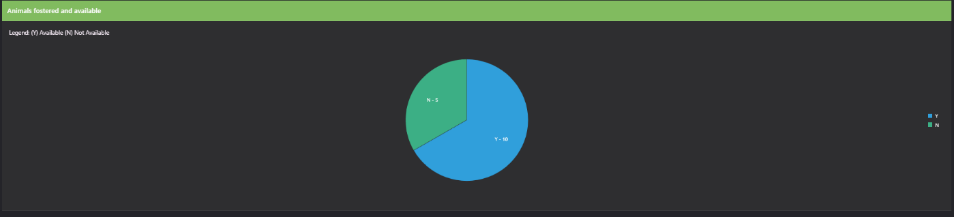 Animals fostered and available
Legend: (Y) Available (N) Not Available
N - 5
Y - 10
Y
N